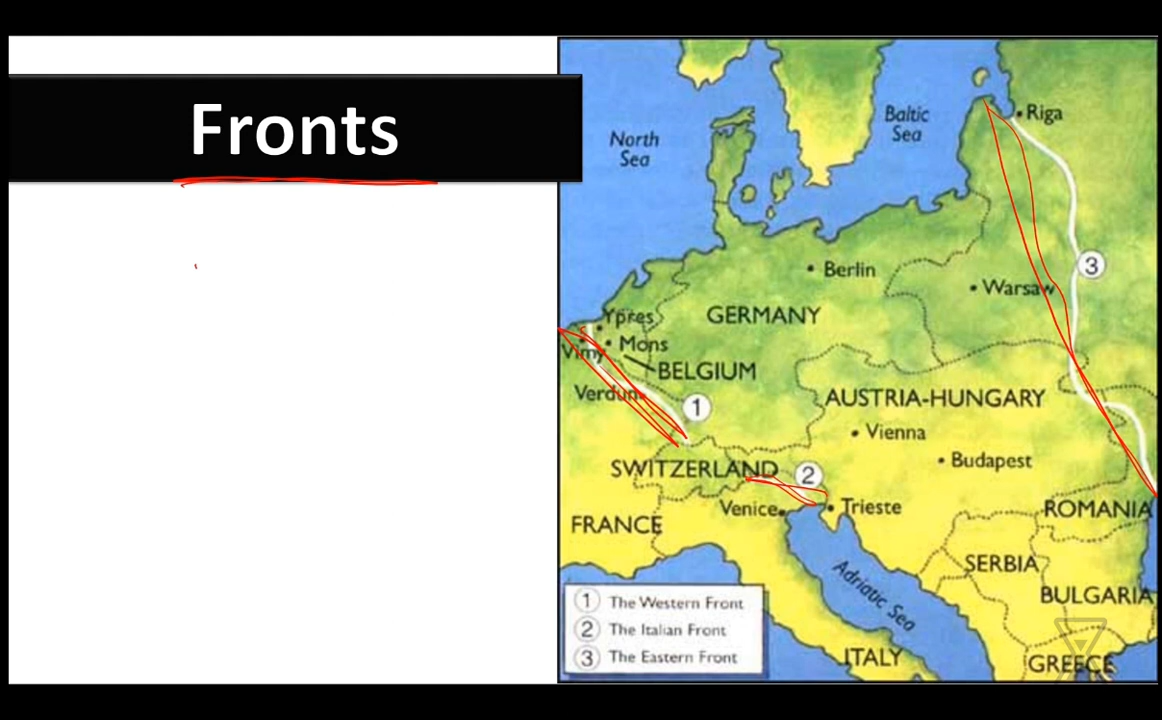 Fronts
North
Sea
Baltic
Sea
Riga
3
Berlin
Warsaw
Ypres
GERMANY
Mons
Vimy
BELGIUM
Verdun
1
AUSTRIA-HUNGARY
Vienna
Budapest
SWITZERLAND
2
Venice
Trieste
ROMANIA
FRANCE
SERBIA
Adriatic Sea
BULGARIA
ITALY
GREECE
1 The Western Front
2 The Italian Front
3 The Eastern Front